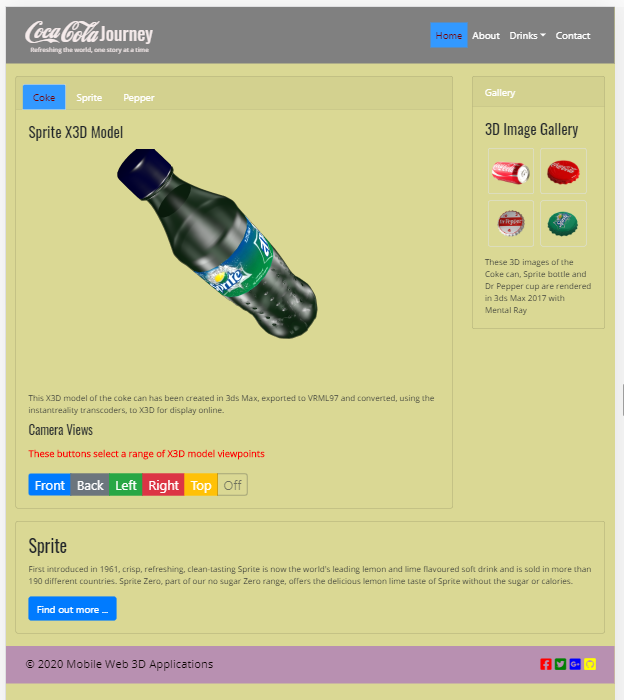 Coca-Cola Journey
Refreshing the world, one story at a time
Home About Drinks Contact
Coke Sprite Pepper
Sprite X3D Model
Sprite
This X3D model of the coke can has been created in 3ds Max, exported to VRML97 and converted, using the
instantreality transcoders, to X3D for display online.
Camera Views
These buttons select a range of X3D model viewpoints
Front Back Left Right Top Off
Gallery
3D Image Gallery
Dr Pepper
These 3D images of the
Coke can, Sprite bottle and
Dr Pepper cup are rendered
in 3ds Max 2017 with
Mental Ray
Sprite
First introduced in 1961, crisp, refreshing, clean-tasting Sprite is now the world's leading lemon and lime flavoured soft drink and is sold in more than
190 different countries. Sprite Zero, part of our no sugar Zero range, offers the delicious lemon lime taste of Sprite without the sugar or calories.
Find out more ...
© 2020 Mobile Web 3D Applications